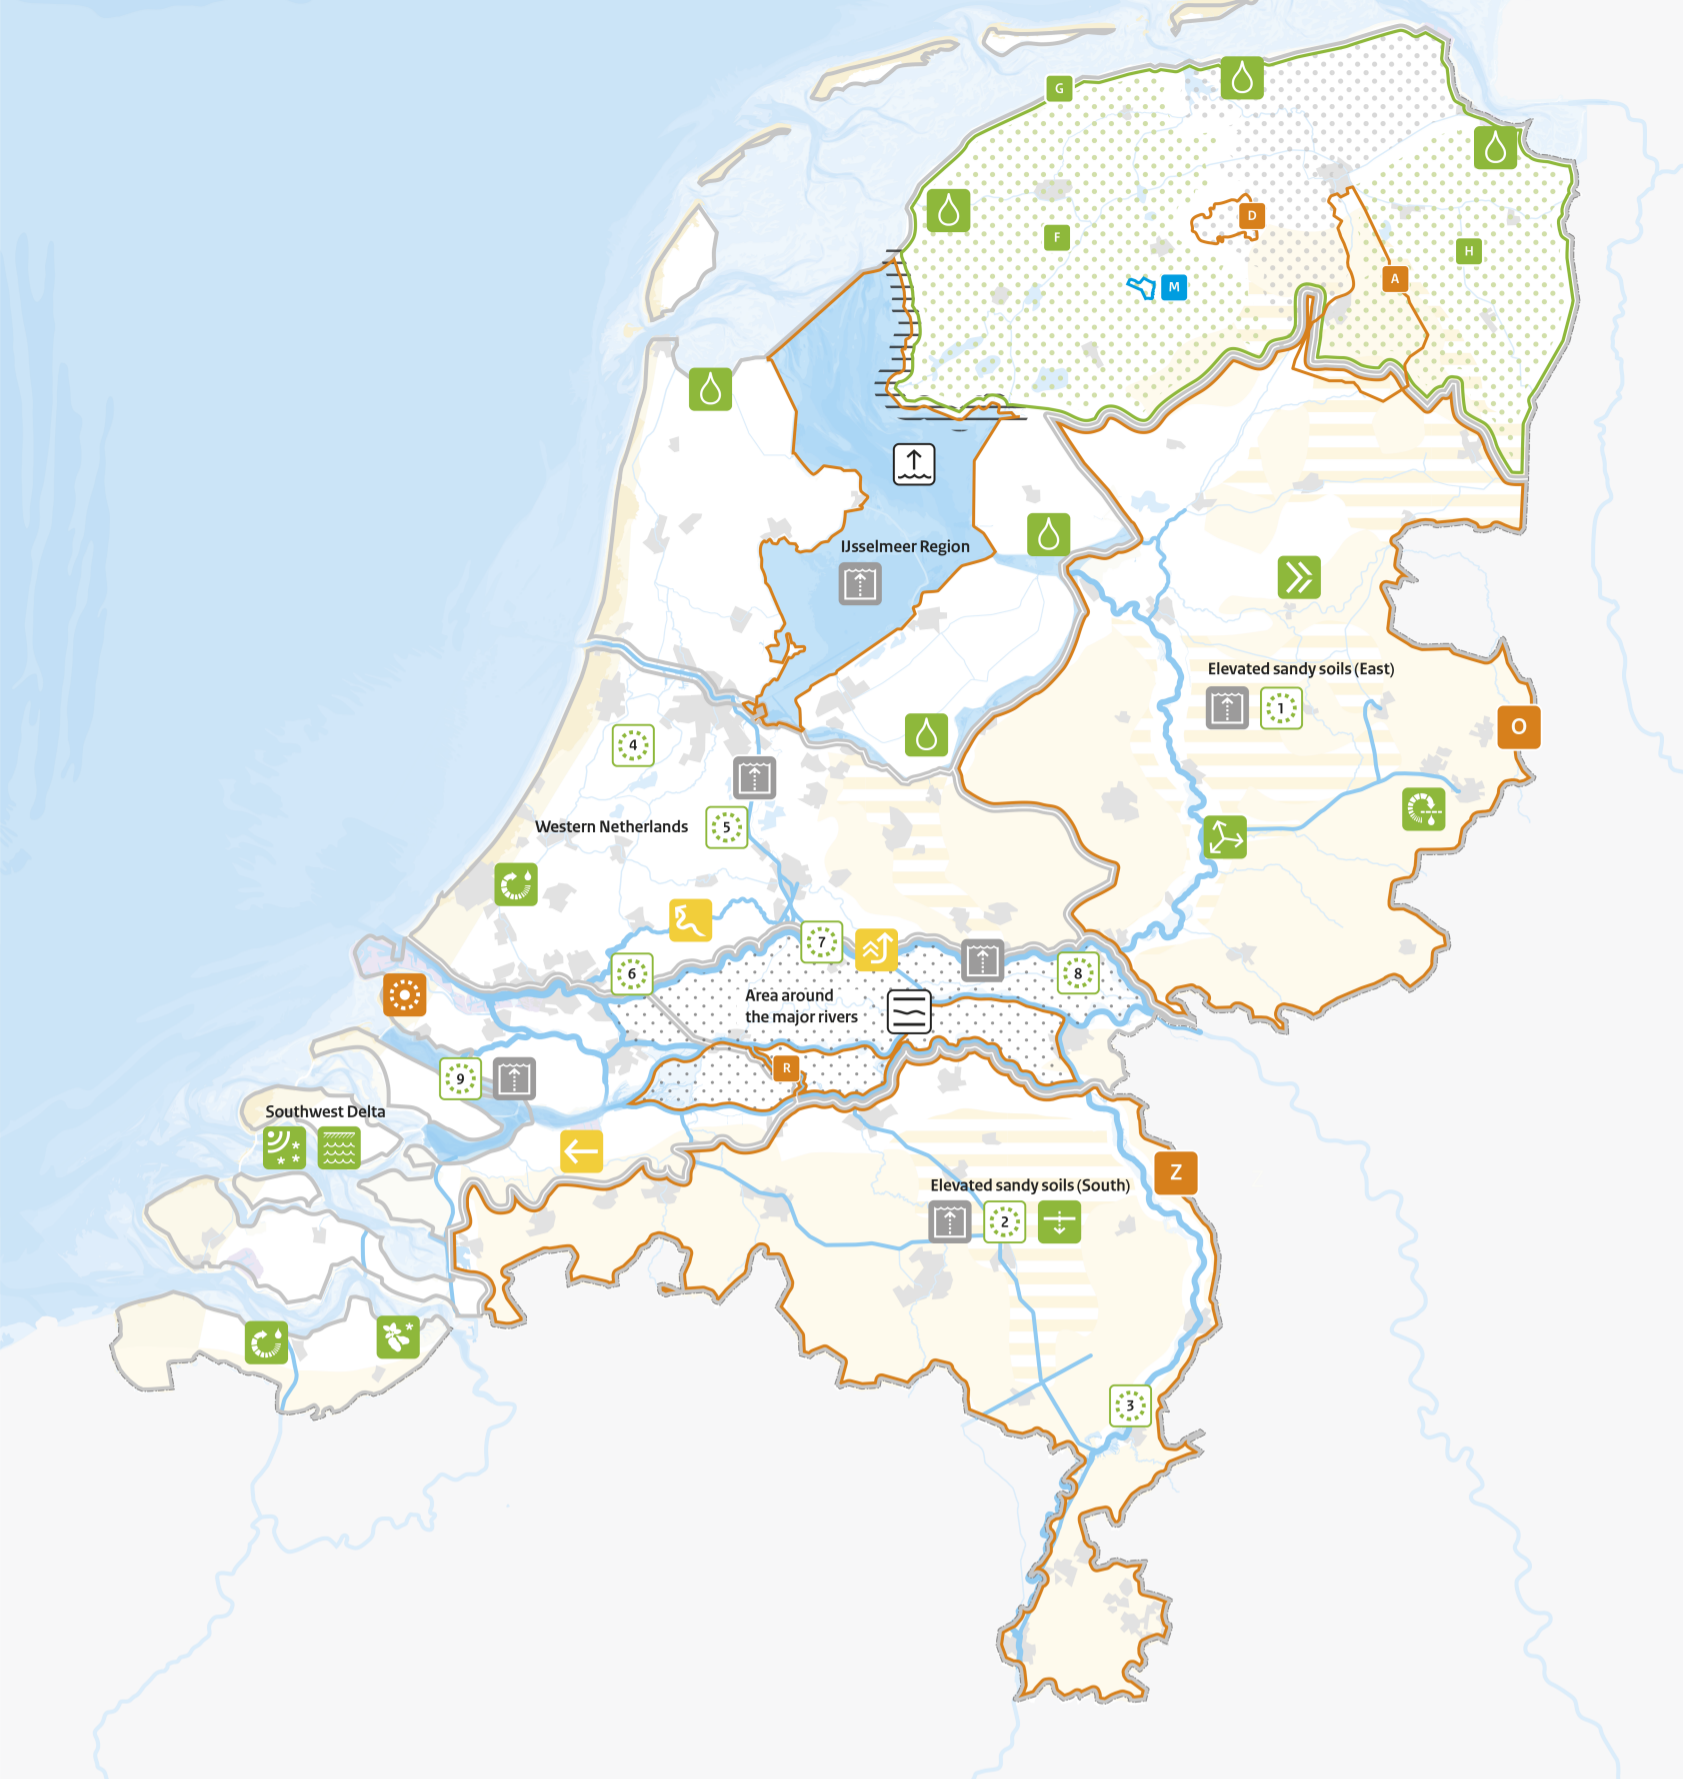 G
F
D
H
A
M
IJsselmeer Region
Elevated sandy soils (East)
1
O
4
Western Netherlands
5
7
6
8
Area around
the major rivers
R
9
Southwest Delta
Z
Elevated sandy soils (South)
2
3